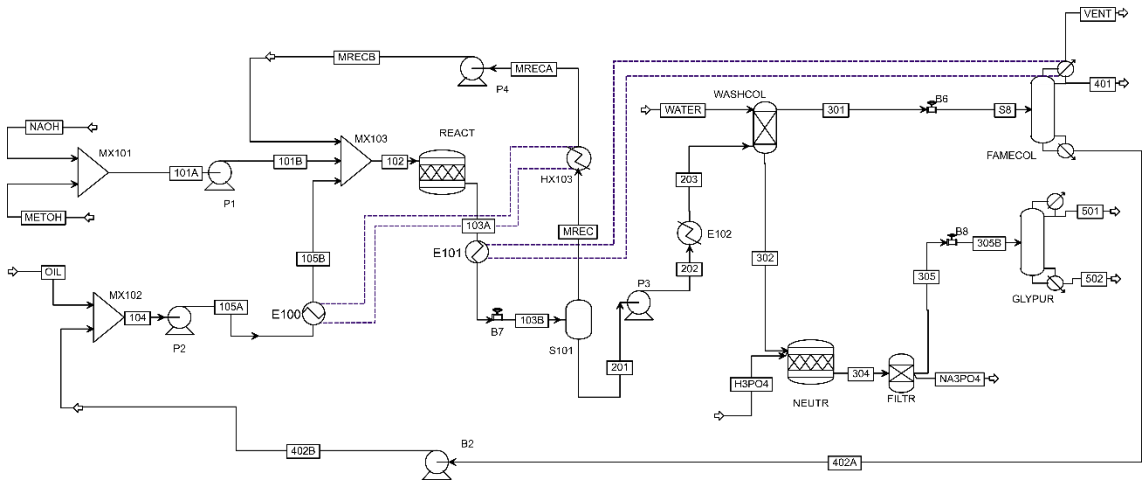 VENT
MRECB
MRECA
P4
401
WASHCOL
B6
WATER
301
S8
REACT
FAMECOL
NAOH
MX101
MX103
101B
102
101A
P1
HX103
METOH
203
103A
MREC
E101
E102
501
B8
305B
302
305
105B
OIL
202
502
GLYPUR
MX102
105A
E100
P3
104
B7
103B
P2
S101
201
H3PO4
304
NA3PO4
NEUTR
FILTR
402B
B2
402A